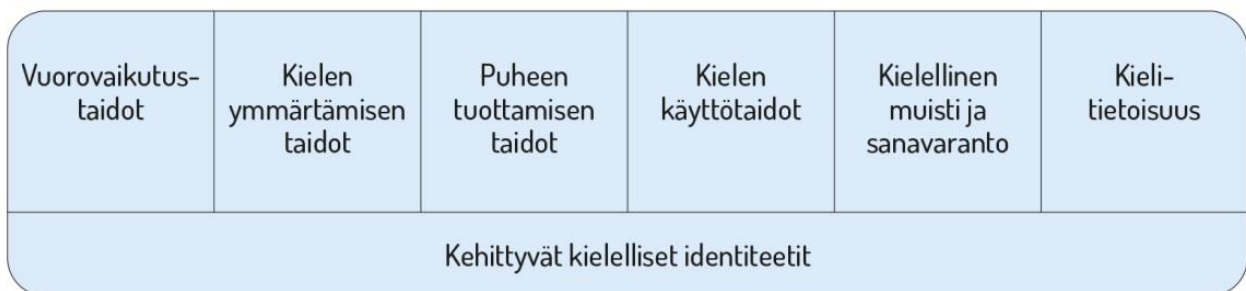 Vuorovaikutus-
taidot
Kielen
ymmärtämisen
taidot
Puheen
tuottamisen
taidot
Kielen
käyttötaidot
Kielellinen
muisti ja
sanavaranto
Kieli-
tietoisuus
Kehittyvät kielelliset identiteetit